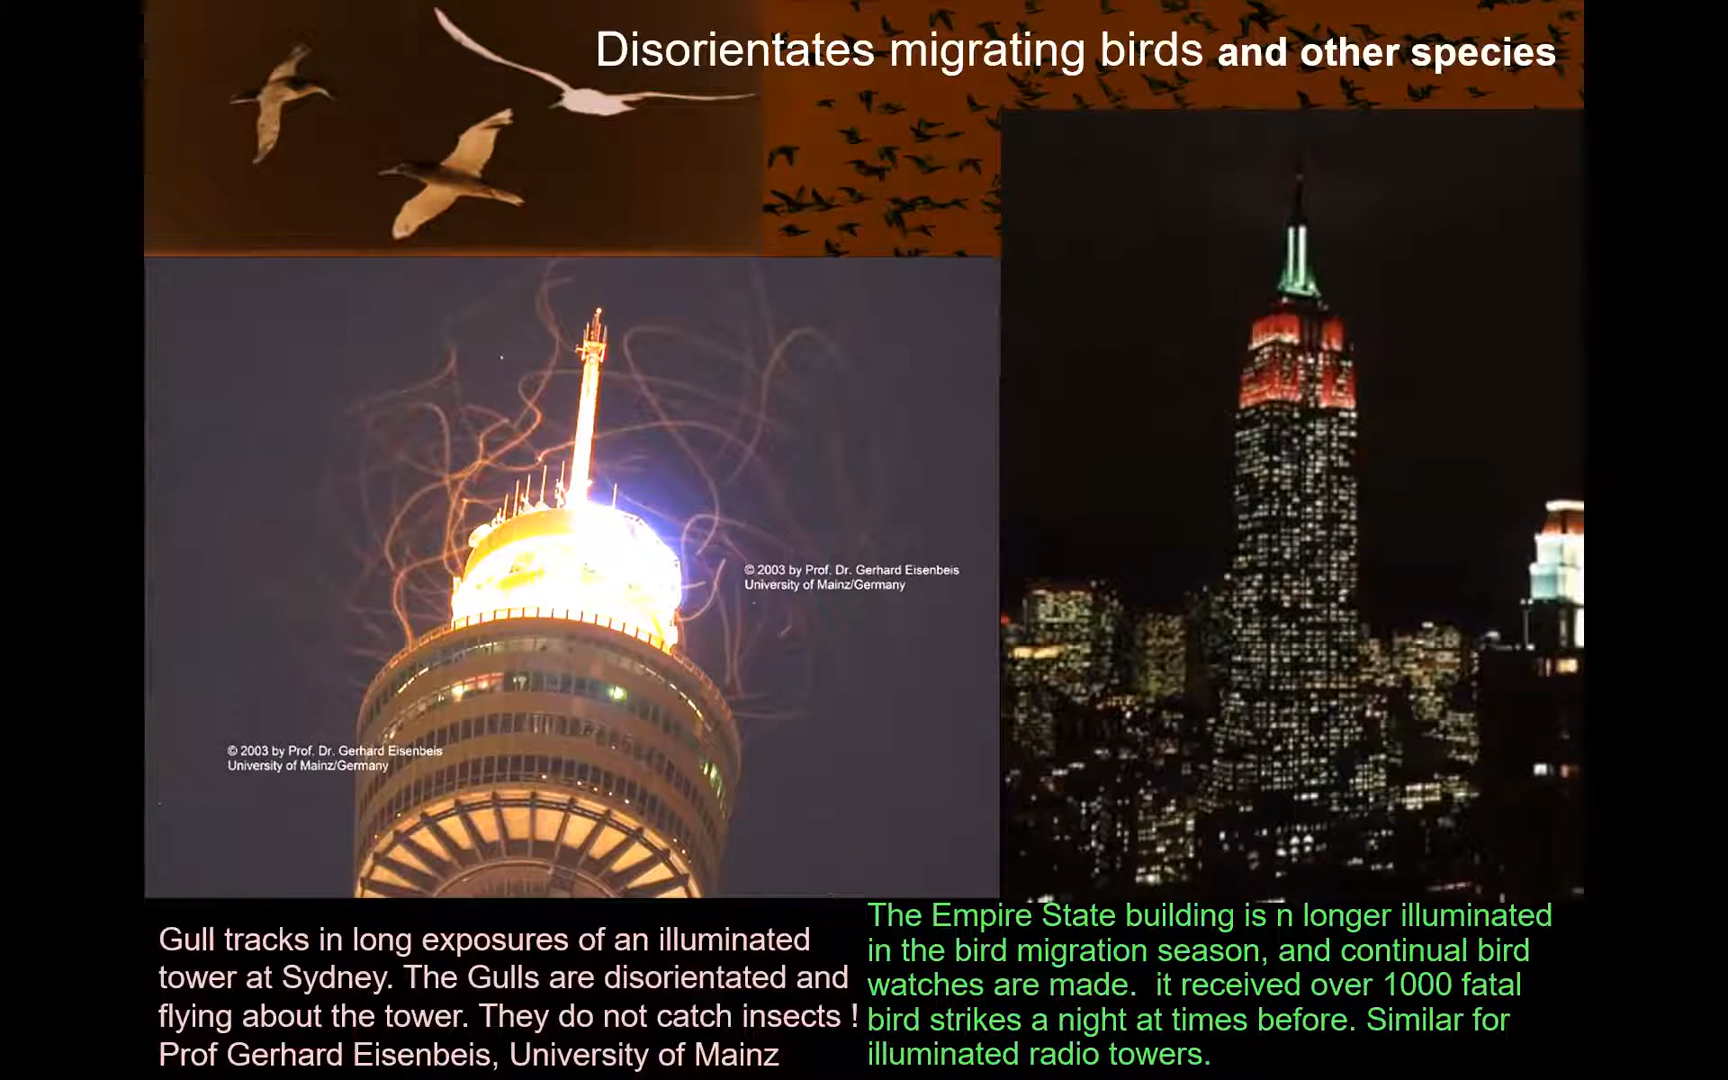 Disorientates migrating birds and other species
© 2003 by Prof. Dr. Gerhard Eisenbeis
University of Mainz/Germany
© 2003 by Prof. Dr. Gerhard Eisenbeis
University of Mainz/Germany
Gull tracks in long exposures of an illuminated
tower at Sydney. The Gulls are disorientated and
flying about the tower. They do not catch insects !
Prof Gerhard Eisenbeis, University of Mainz
The Empire State building is n longer illuminated
in the bird migration season, and continual bird
watches are made.  it received over 1000 fatal
bird strikes a night at times before. Similar for
illuminated radio towers.